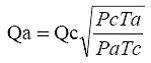 Qa = Qc√(PcTa/PaTc)